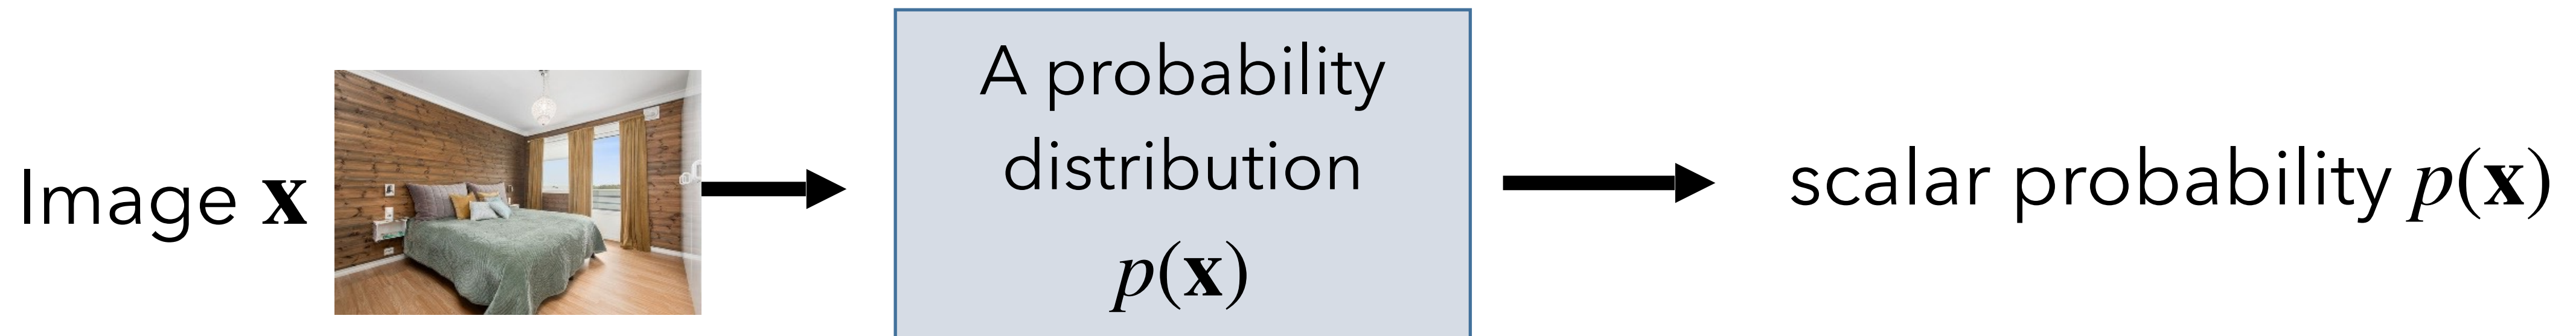 Image x
A probability
distribution
p(x)
scalar probability p(x)